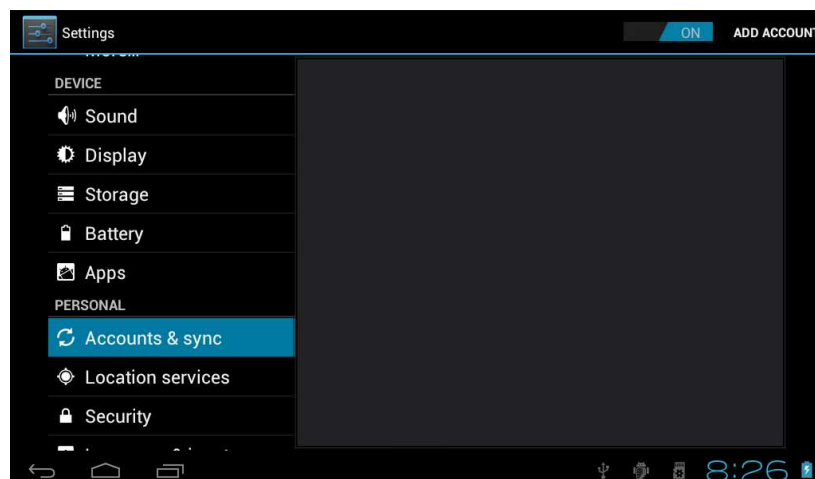 Settings
ON
ADD ACCOUNT
DEVICE
Sound
Display
Storage
Battery
Apps
PERSONAL
Accounts & sync
Location services
Security
8:26